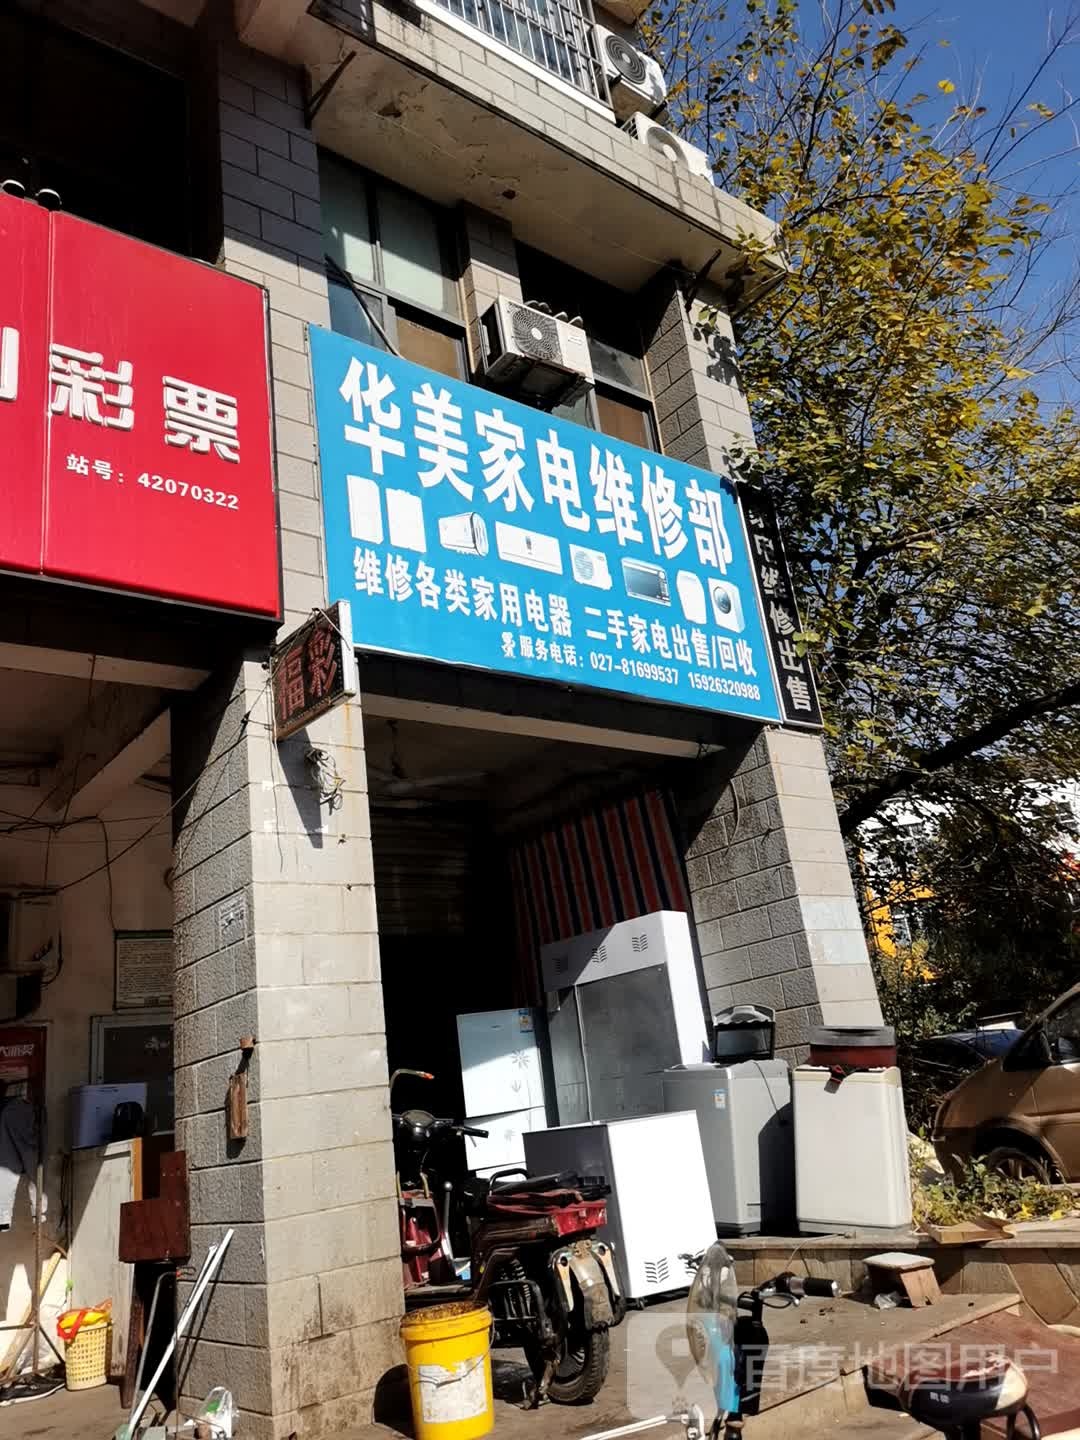 彩票
站号：42070322
华美家电维修部
维修各类家用电器 二手家电出售/回收
服务电话：027-81699537 15926320988
维修出售
福彩
百度地图用户